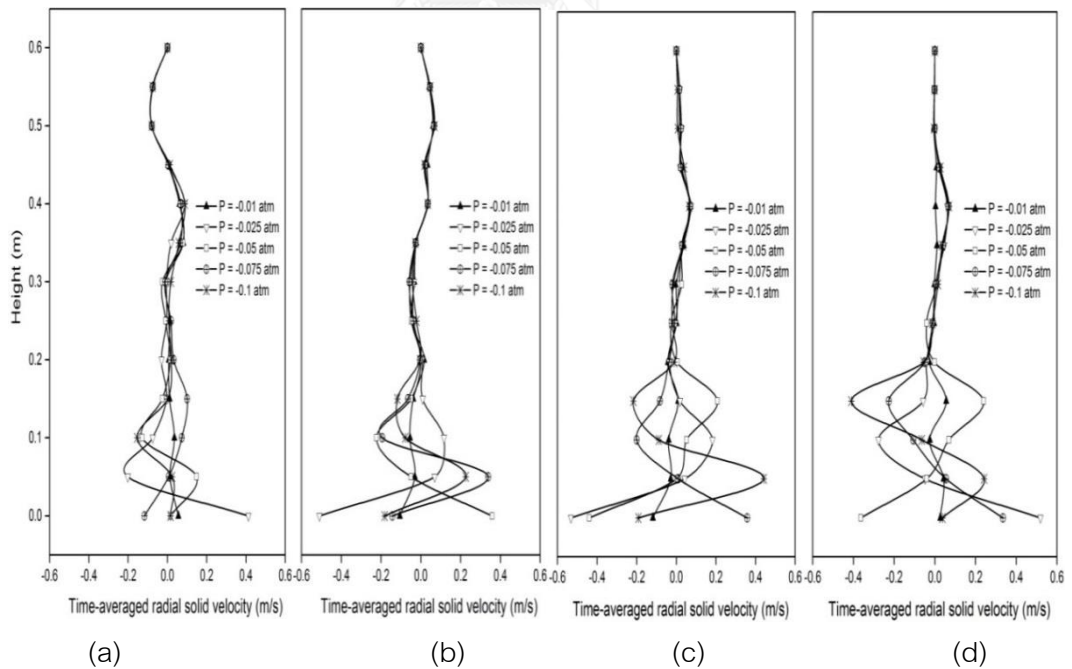 0.6
0.5
0.4
0.3
0.2
0.1
0.0
Height (m)
P = -0.01 atm
P = -0.025 atm
P = -0.05 atm
P = -0.075 atm
P = -0.1 atm
-0.6 -0.4 -0.2 0.0 0.2 0.4 0.6
Time-averaged radial solid velocity (m/s)
(a)
P = -0.01 atm
P = -0.025 atm
P = -0.05 atm
P = -0.075 atm
P = -0.1 atm
-0.6 -0.4 -0.2 0.0 0.2 0.4 0.6
Time-averaged radial solid velocity (m/s)
(b)
P = -0.01 atm
P = -0.025 atm
P = -0.05 atm
P = -0.075 atm
P = -0.1 atm
-0.6 -0.4 -0.2 0.0 0.2 0.4 0.6
Time-averaged radial solid velocity (m/s)
(c)
P = -0.01 atm
P = -0.025 atm
P = -0.05 atm
P = -0.075 atm
P = -0.1 atm
-0.6 -0.4 -0.2 0.0 0.2 0.4 0.6
Time-averaged radial solid velocity (m/s)
(d)